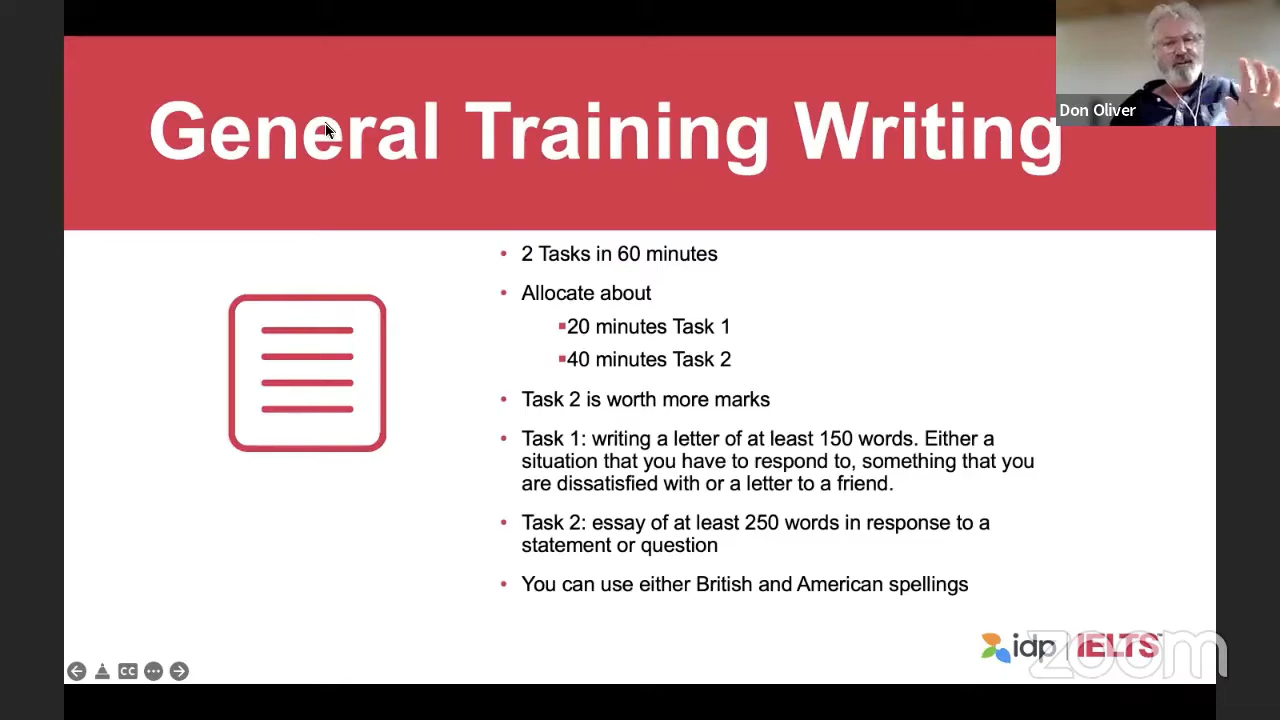 General Training Writing
Don Oliver
• 2 Tasks in 60 minutes
• Allocate about
▪20 minutes Task 1
▪40 minutes Task 2
• Task 2 is worth more marks
• Task 1: writing a letter of at least 150 words. Either a
situation that you have to respond to, something that you
are dissatisfied with or a letter to a friend.
• Task 2: essay of at least 250 words in response to a
statement or question
• You can use either British and American spellings
idp | IELTS™
zoom
CC